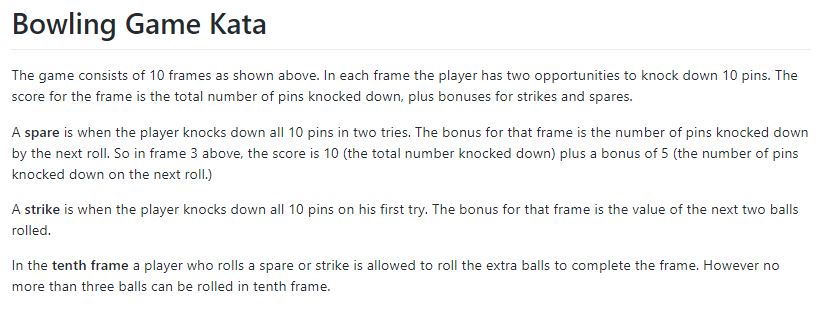 Bowling Game Kata
The game consists of 10 frames as shown above. In each frame the player has two opportunities to knock down 10 pins. The
score for the frame is the total number of pins knocked down, plus bonuses for strikes and spares.
A spare is when the player knocks down all 10 pins in two tries. The bonus for that frame is the number of pins knocked down
by the next roll. So in frame 3 above, the score is 10 (the total number knocked down) plus a bonus of 5 (the number of pins
knocked down on the next roll.)
A strike is when the player knocks down all 10 pins on his first try. The bonus for that frame is the value of the next two balls
rolled.
In the tenth frame a player who rolls a spare or strike is allowed to roll the extra balls to complete the frame. However no
more than three balls can be rolled in tenth frame.